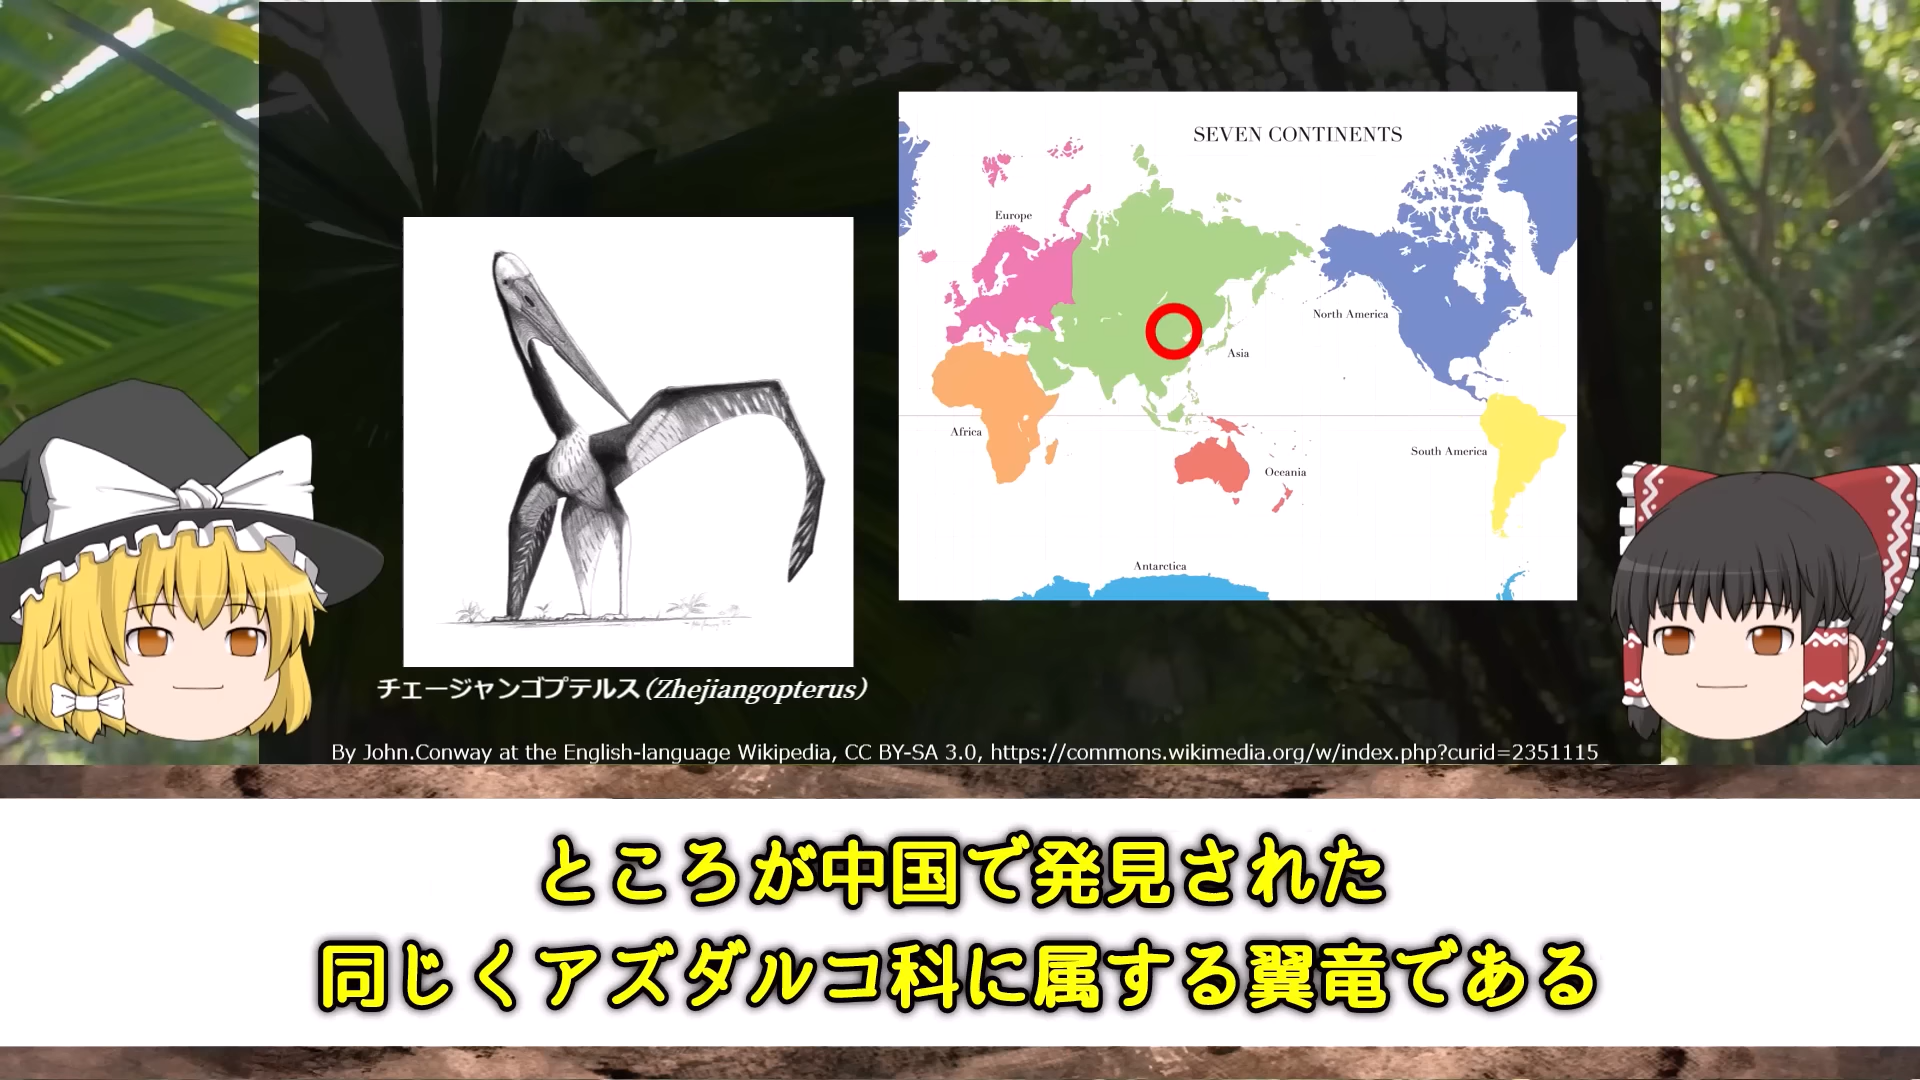 SEVEN CONTINENTS
Europe
North America
Asia
Africa
South America
Oceania
Antarctica
チェージャンゴプテルス(Zhejiangopterus)
By John.Conway at the English-language Wikipedia, CC BY-SA 3.0, https://commons.wikimedia.org/w/index.php?curid=2351115
ところが中国で発見された
同じくアズダルコ科に属する翼竜である